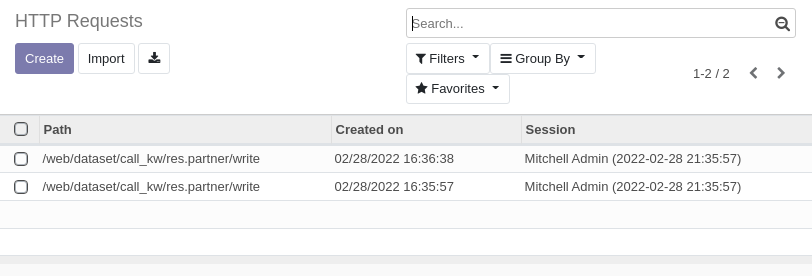 HTTP Requests
Search...
Create Import
Filters Group By
Favorites
1-2 / 2
Path Created on Session
/web/dataset/call_kw/res.partner/write 02/28/2022 16:36:38 Mitchell Admin (2022-02-28 21:35:57)
/web/dataset/call_kw/res.partner/write 02/28/2022 16:35:57 Mitchell Admin (2022-02-28 21:35:57)